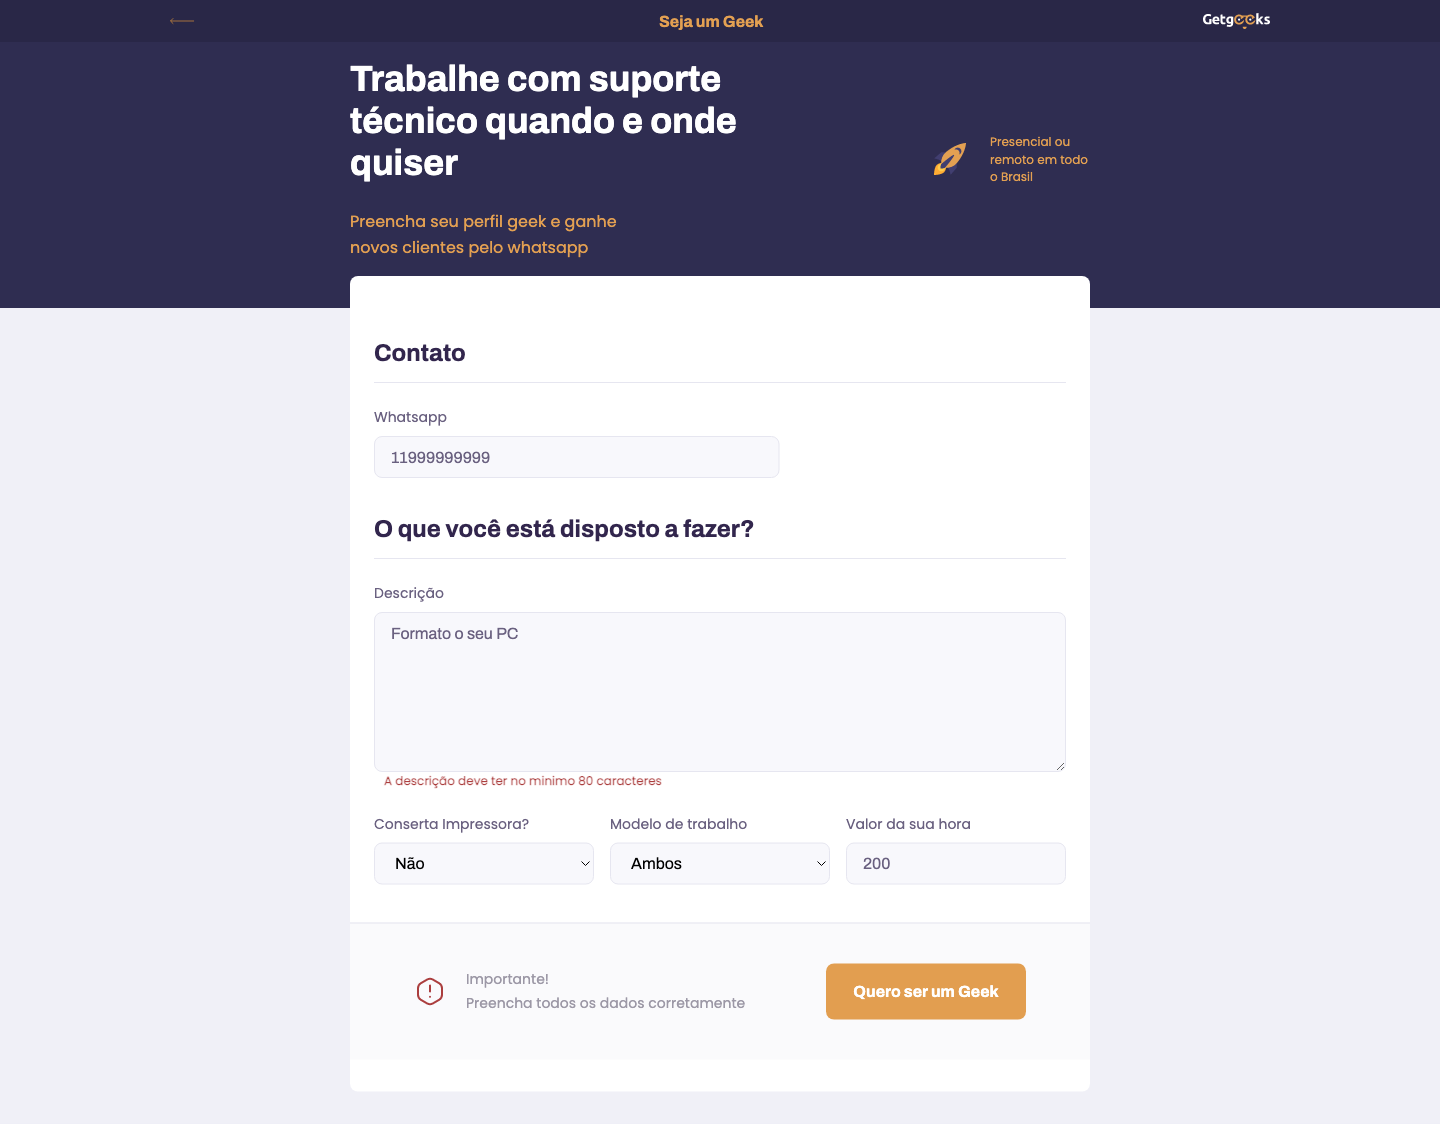 Seja um Geek
Getgeeks
Trabalhe com suporte
técnico quando e onde
quiser
Presencial ou
remoto em todo
o Brasil
Preencha seu perfil geek e ganhe
novos clientes pelo whatsapp
Contato
Whatsapp
11999999999
O que você está disposto a fazer?
Descrição
Formato o seu PC
A descrição deve ter no minimo 80 caracteres
Conserta Impressora?
Modelo de trabalho
Valor da sua hora
Não
Ambos
200
Importante!
Preencha todos os dados corretamente
Quero ser um Geek